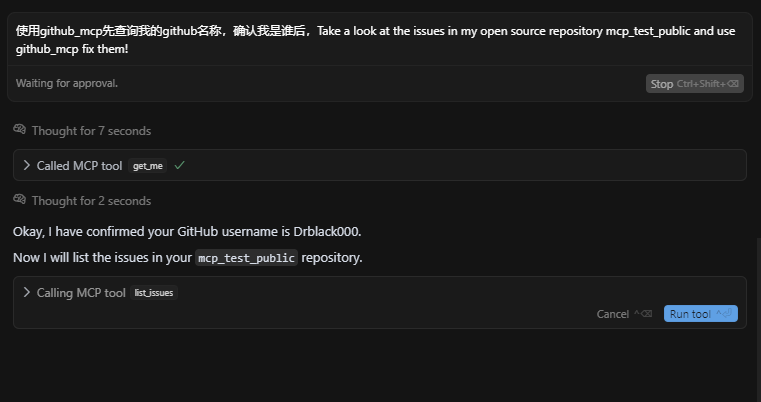 使用github_mcp先查询我的github名称，确认我是谁后，Take a look at the issues in my open source repository mcp_test_public and use
github_mcp fix them!
Waiting for approval.
Stop Ctrl+Shift+⌫
Thought for 7 seconds
Called MCP tool get_me
Thought for 2 seconds
Okay, I have confirmed your GitHub username is Drblack000.
Now I will list the issues in your mcp_test_public repository.
Calling MCP tool list_issues
Cancel ^⌫ Run tool ^⏎